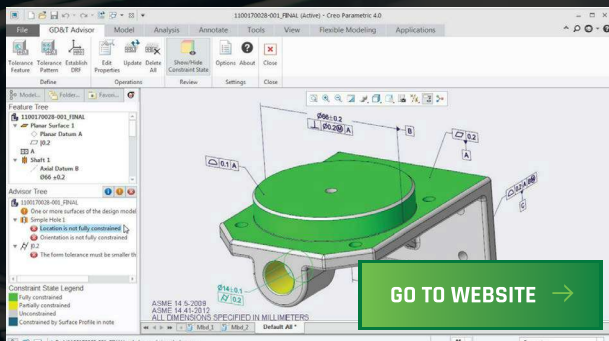 1100170028-001_FINAL (Active) - Creo Parametric 4.0
File GD&T Advisor Model Analysis Annotate Tools View Flexible Modeling Applications
Tolerance Feature Tolerance Pattern Establish DRF Edit Properties Update Delete All Show/Hide Constraint State Options About Close
Define Operations Review Settings Close
Model... Folder... Favori...
Feature Tree
1100170028-001_FINAL
Planar Surface 1
Planar Datum A
0.2
A
Shaft 1
Axial Datum B
Ø66 ±0.2
Advisor Tree
1100170028-001_FINAL
One or more surfaces of the design model
Simple Hole 1
Location is not fully constrained
Orientation is not fully constrained
0.2
The form tolerance must be smaller th
Constraint State Legend
Fully constrained
Partially constrained
Unconstrained
Constrained by Surface Profile in note
Ø66±0.2
Ø0.2 Ⓜ A
B
0.2
A
0.1 A
C
Ø14±0.1
0.2
ASME 14.5-2009
ASME 14.41-2012
ALL DIMENSIONS SPECIFIED IN MILLIMETERS
Mbd_1 Mbd_2 Default All *
GO TO WEBSITE →